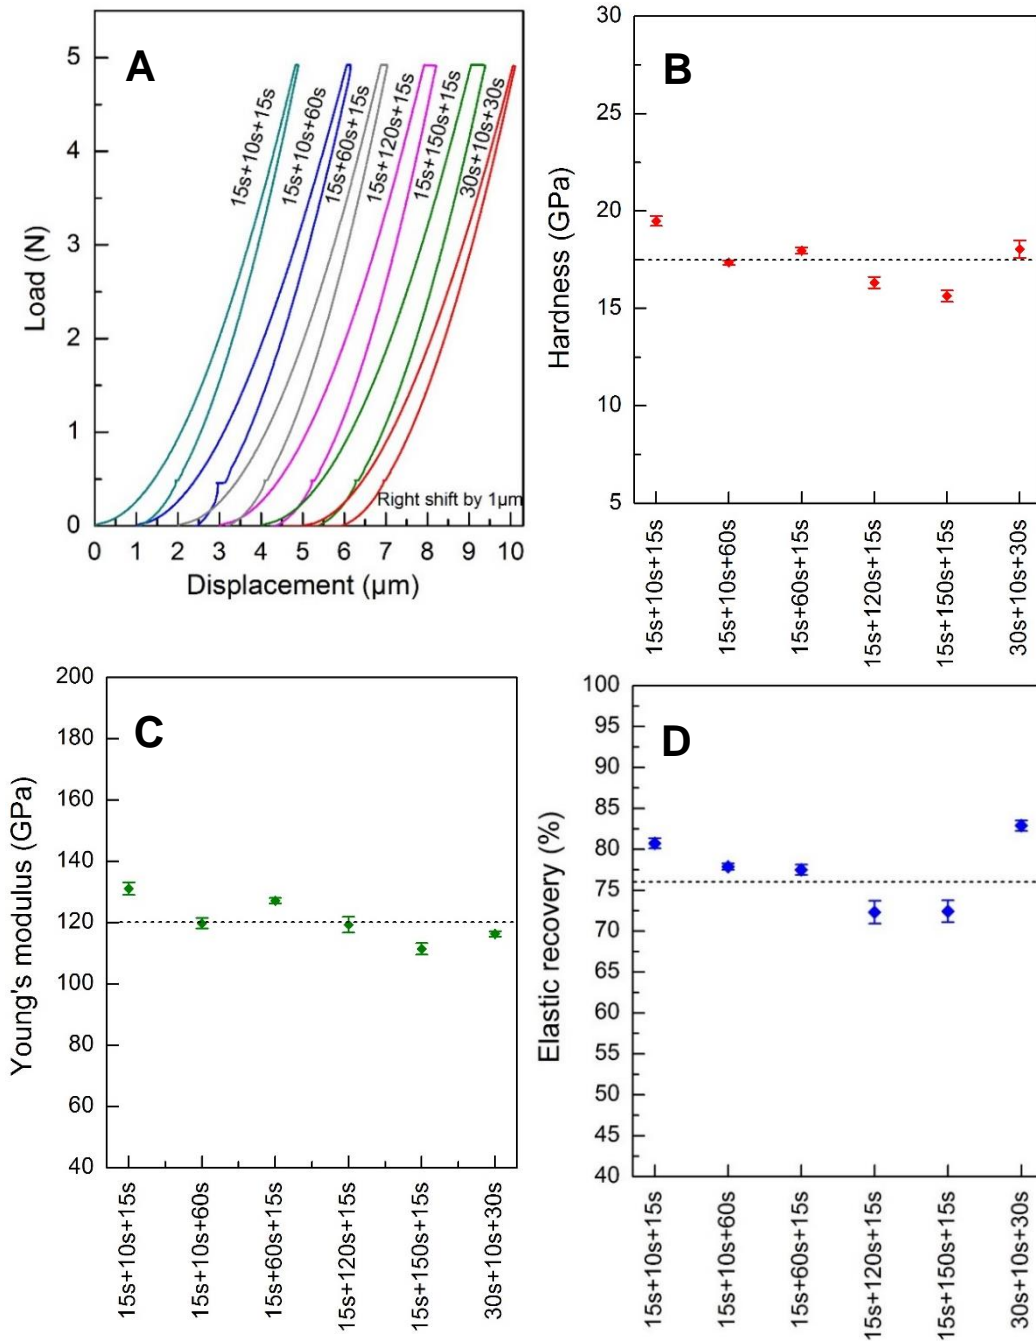 A
5
4
3
2
1
0
Load (N)
15s+10s+15s
15s+10s+60s
15s+60s+15s
15s+120s+15s
15s+150s+15s
30s+10s+30s
Right shift by 1μm
0 1 2 3 4 5 6 7 8 9 10
Displacement (μm)
B
30
25
20
15
10
5
Hardness (GPa)
15s+10s+15s
15s+10s+60s
15s+60s+15s
15s+120s+15s
15s+150s+15s
30s+10s+30s
C
200
180
160
140
120
100
80
60
40
Young's modulus (GPa)
15s+10s+15s
15s+10s+60s
15s+60s+15s
15s+120s+15s
15s+150s+15s
30s+10s+30s
D
100
95
90
85
80
75
70
65
60
55
50
45
40
Elastic recovery (%)
15s+10s+15s
15s+10s+60s
15s+60s+15s
15s+120s+15s
15s+150s+15s
30s+10s+30s